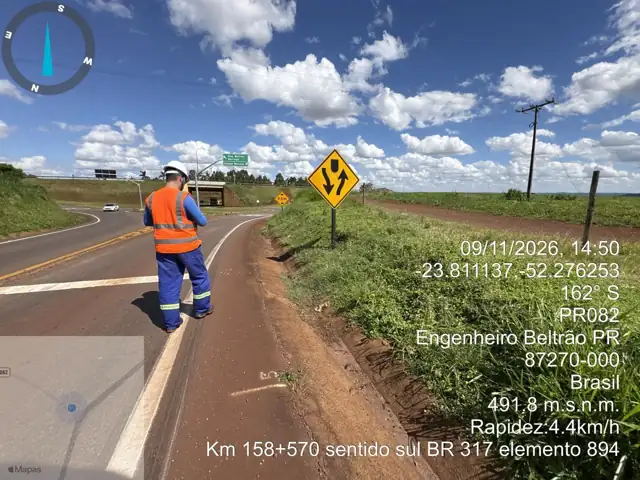 S
E
W
N
09/11/2026, 14:50
-23.811137,-52.276253
162° S
PR082
Engenheiro Beltrão PR
87270-000
Brasil
491,8 m.s.n.m.
Rapidez:4.4km/h
Km 158+570 sentido sul BR 317 elemento 894
Mapas